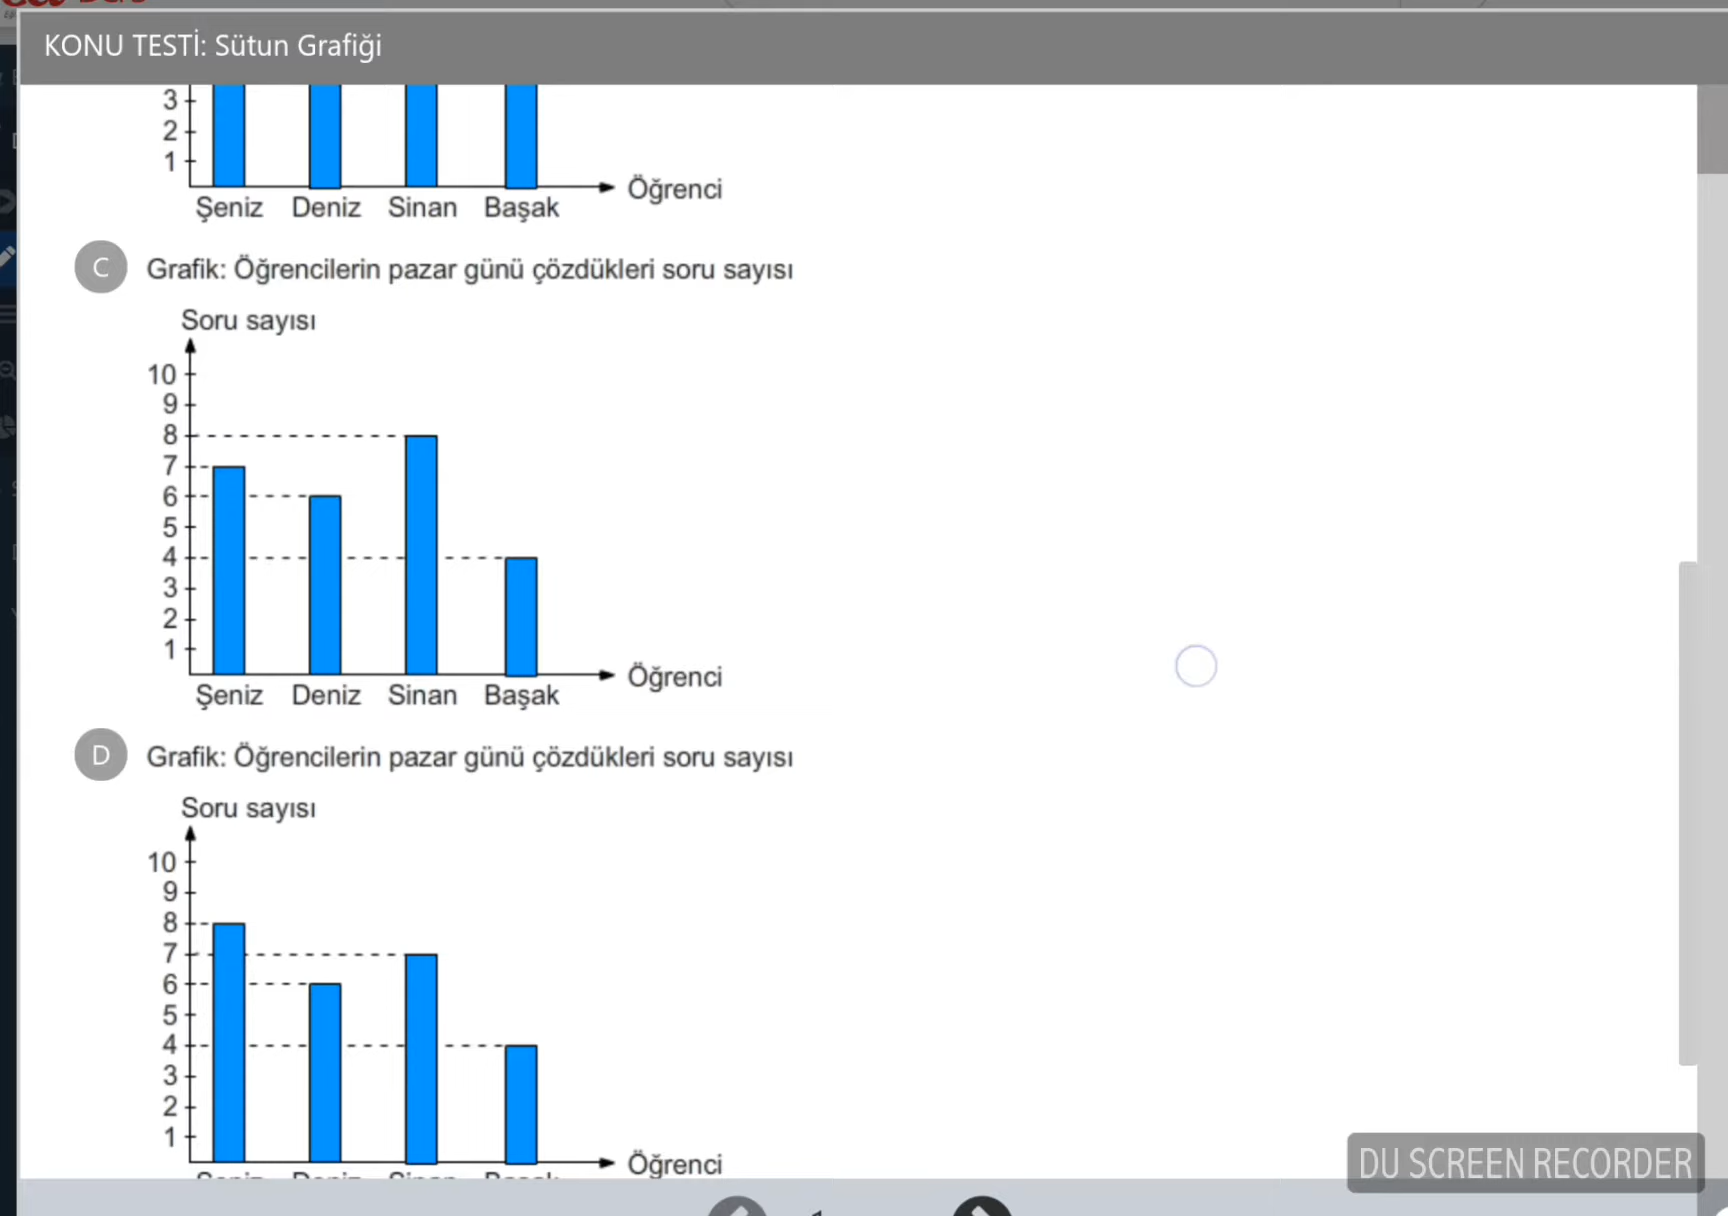 KONU TESTİ: Sütun Grafiği
3
2
1
Öğrenci
Şeniz Deniz Sinan Başak
C Grafik: Öğrencilerin pazar günü çözdükleri soru sayısı
Soru sayısı
10
9
8
7
6
5
4
3
2
1
Öğrenci
Şeniz Deniz Sinan Başak
D Grafik: Öğrencilerin pazar günü çözdükleri soru sayısı
Soru sayısı
10
9
8
7
6
5
4
3
2
1
Öğrenci
DU SCREEN RECORDER